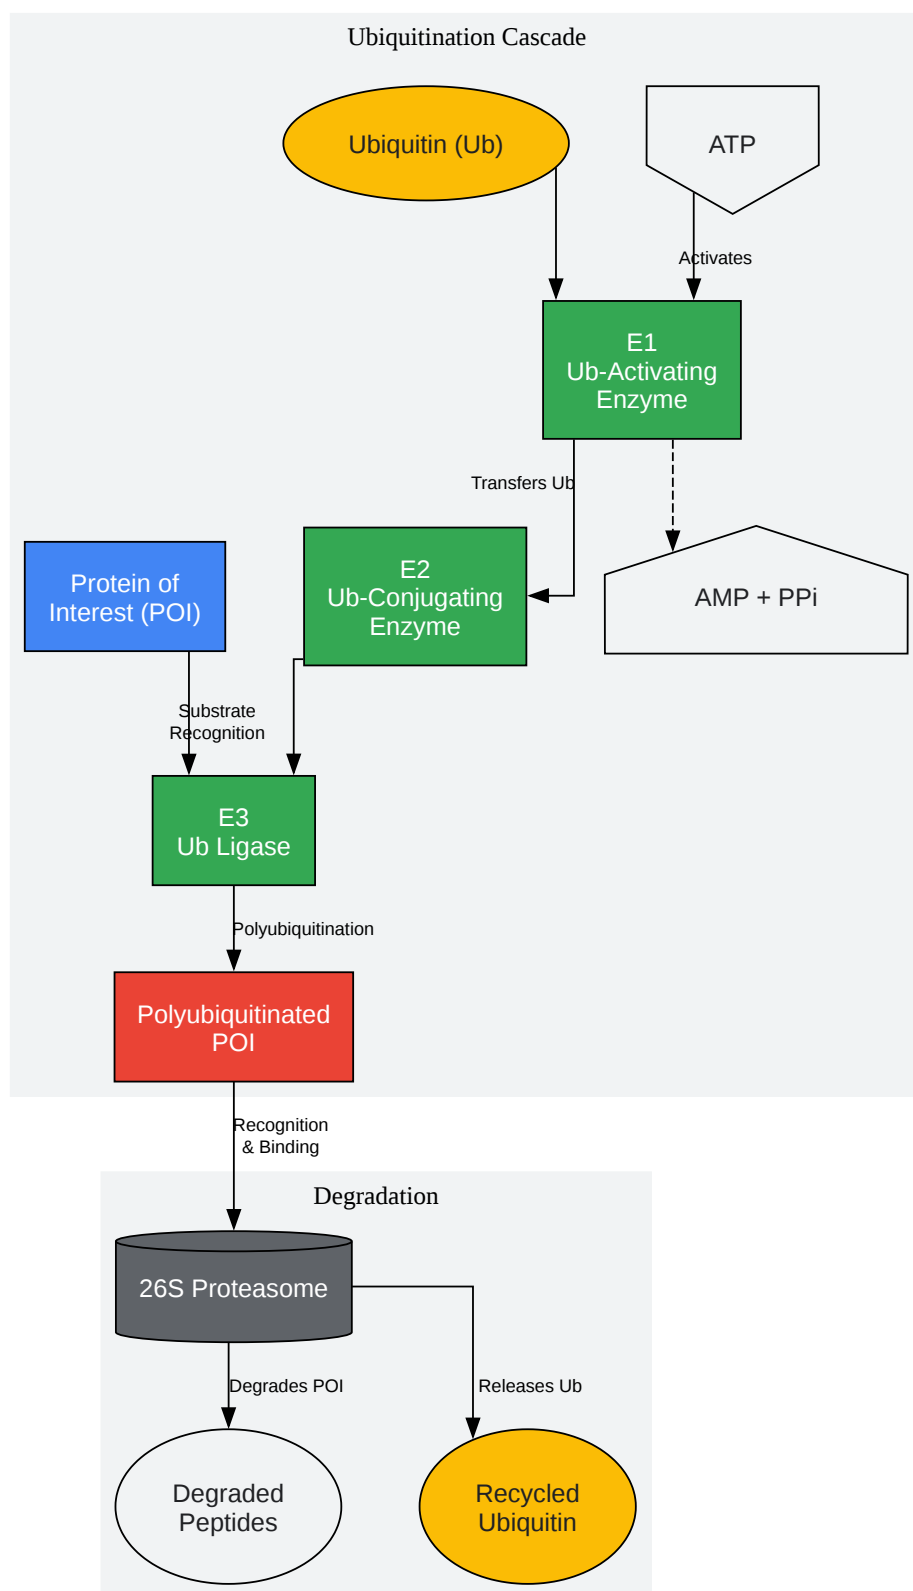 Ubiquitination Cascade
Ubiquitin (Ub)
ATP
Activates
E1
Ub-Activating
Enzyme
Transfers Ub
Protein of
Interest (POI)
E2
Ub-Conjugating
Enzyme
AMP + PPi
Substrate
Recognition
E3
Ub Ligase
Polyubiquitination
Polyubiquitinated
POI
Recognition
& Binding
Degradation
26S Proteasome
Degrades POI
Releases Ub
Degraded
Peptides
Recycled
Ubiquitin